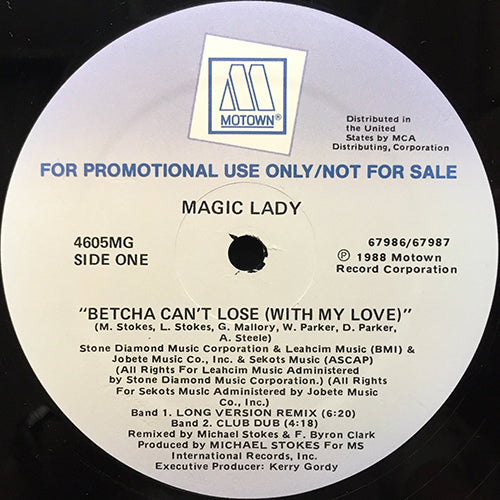 MOTOWN®
Distributed in
the United
States by MCA
Distributing, Corporation
FOR PROMOTIONAL USE ONLY/NOT FOR SALE
MAGIC LADY
4605MG
SIDE ONE
67986/67987
Ⓟ 1988 Motown
Record Corporation
"BETCHA CAN'T LOSE (WITH MY LOVE)"
(M. Stokes, L. Stokes, G. Mallory, W. Parker, D. Parker,
A. Steele)
Stone Diamond Music Corporation & Leahcim Music (BMI) &
Jobete Music Co., Inc. & Sekots Music (ASCAP)
(All Rights For Leahcim Music Administered
by Stone Diamond Music Corporation.) (All Rights
For Sekots Music Administered by Jobete Music
Co., Inc.)
Band 1. LONG VERSION REMIX (6:20)
Band 2. CLUB DUB (4:18)
Remixed by Michael Stokes & F. Byron Clark
Produced by MICHAEL STOKES For MS
International Records, Inc.
Executive Producer: Kerry Gordy